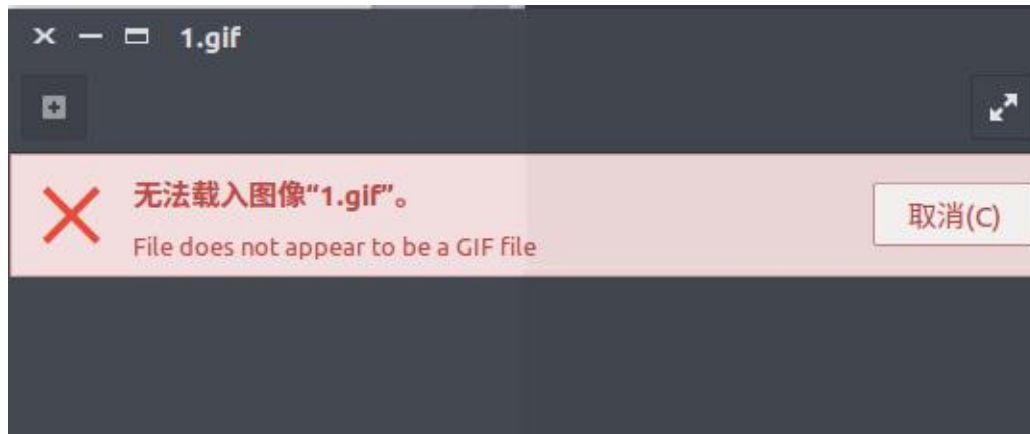 1.gif
无法载入图像“1.gif”。
取消(C)
File does not appear to be a GIF file